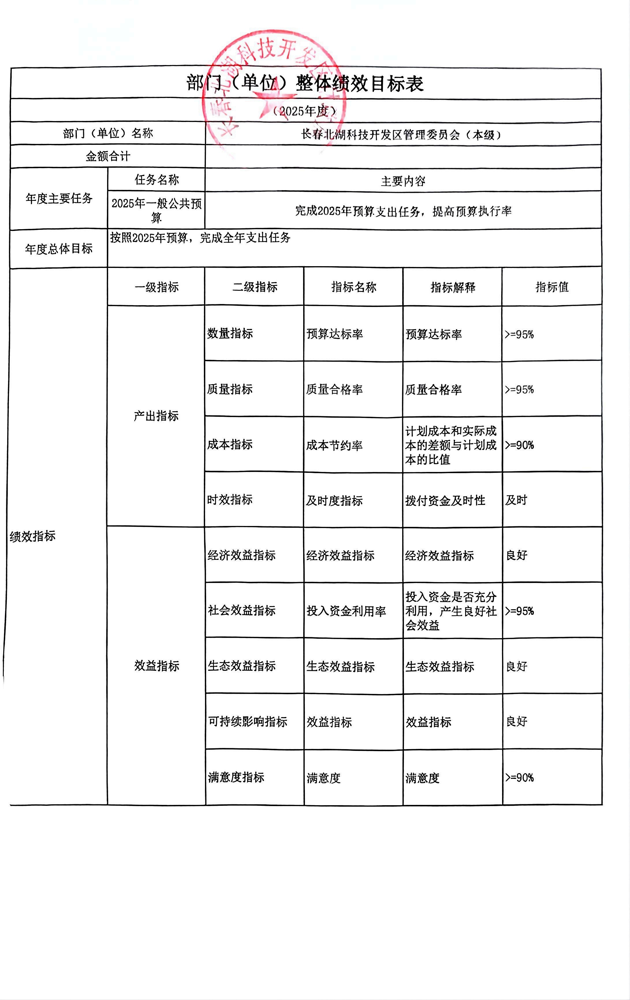 长春北湖科技开发区
部门（单位）整体绩效目标表
（2025年度）
部门（单位）名称
长春北湖科技开发区管理委员会（本级）
金额合计
年度主要任务
任务名称
主要内容
2025年一般公共预
算
完成2025年预算支出任务，提高预算执行率
年度总体目标
按照2025年预算，完成全年支出任务
绩效指标
一级指标
二级指标
指标名称
指标解释
指标值
产出指标
数量指标
预算达标率
预算达标率
>=95%
质量指标
质量合格率
质量合格率
>=95%
成本指标
成本节约率
计划成本和实际成
本的差额与计划成
本的比值
>=90%
时效指标
及时度指标
拨付资金及时性
及时
效益指标
经济效益指标
经济效益指标
经济效益指标
良好
社会效益指标
投入资金利用率
投入资金是否充分
利用，产生良好社
会效益
>=95%
生态效益指标
生态效益指标
生态效益指标
良好
可持续影响指标
效益指标
效益指标
良好
满意度指标
满意度
满意度
>=90%